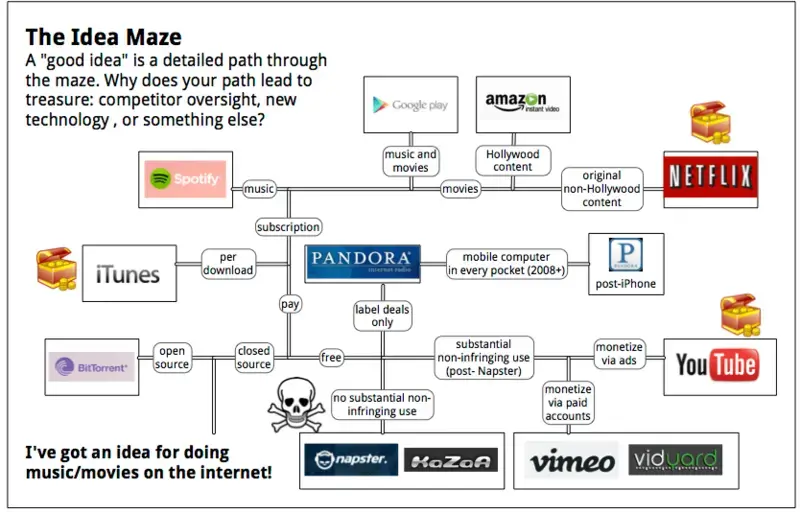 The Idea Maze
A "good idea" is a detailed path through
the maze. Why does your path lead to
treasure: competitor oversight, new
technology , or something else?
Google play
amazon
instant video
music and
movies
Hollywood
content
Spotify
music
movies
original
non-Hollywood
content
NETFLIX
subscription
iTunes
per
download
PANDORA®
internet radio
mobile computer
in every pocket (2008+)
P
PANDORA
post-iPhone
pay
label deals
only
BitTorrent
open
source
closed
source
free
substantial
non-infringing use
(post- Napster)
monetize
via ads
YouTube
no substantial non-
infringing use
monetize
via paid
accounts
I've got an idea for doing
music/movies on the internet!
napster.
KaZaA
vimeo
vidyard